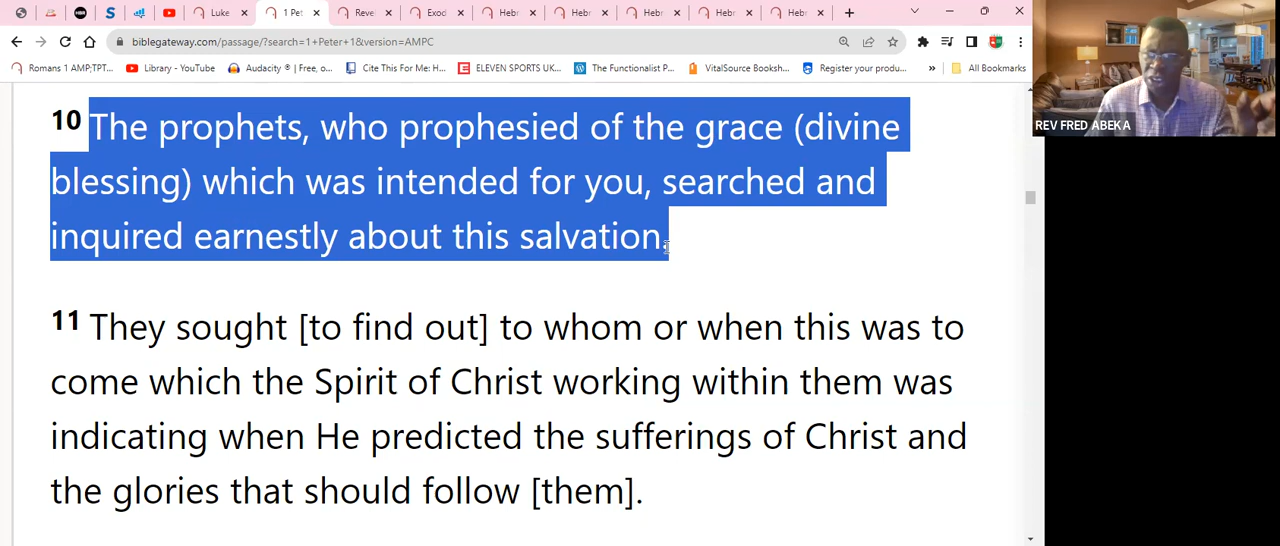 Luke
1 Pet
Reve
Exod
Hebr
Hebr
Hebr
Hebr
Hebr
biblegateway.com/passage/?search=1+Peter+1&version=AMPC
Romans 1 AMP;TPT...
Library - YouTube
Audacity ® | Free, o...
Cite This For Me: H...
ELEVEN SPORTS UK...
The Functionalist P...
VitalSource Booksh...
Register your produ...
»
All Bookmarks
REV FRED ABEKA
10 The prophets, who prophesied of the grace (divine
blessing) which was intended for you, searched and
inquired earnestly about this salvation.
11 They sought [to find out] to whom or when this was to
come which the Spirit of Christ working within them was
indicating when He predicted the sufferings of Christ and
the glories that should follow [them].